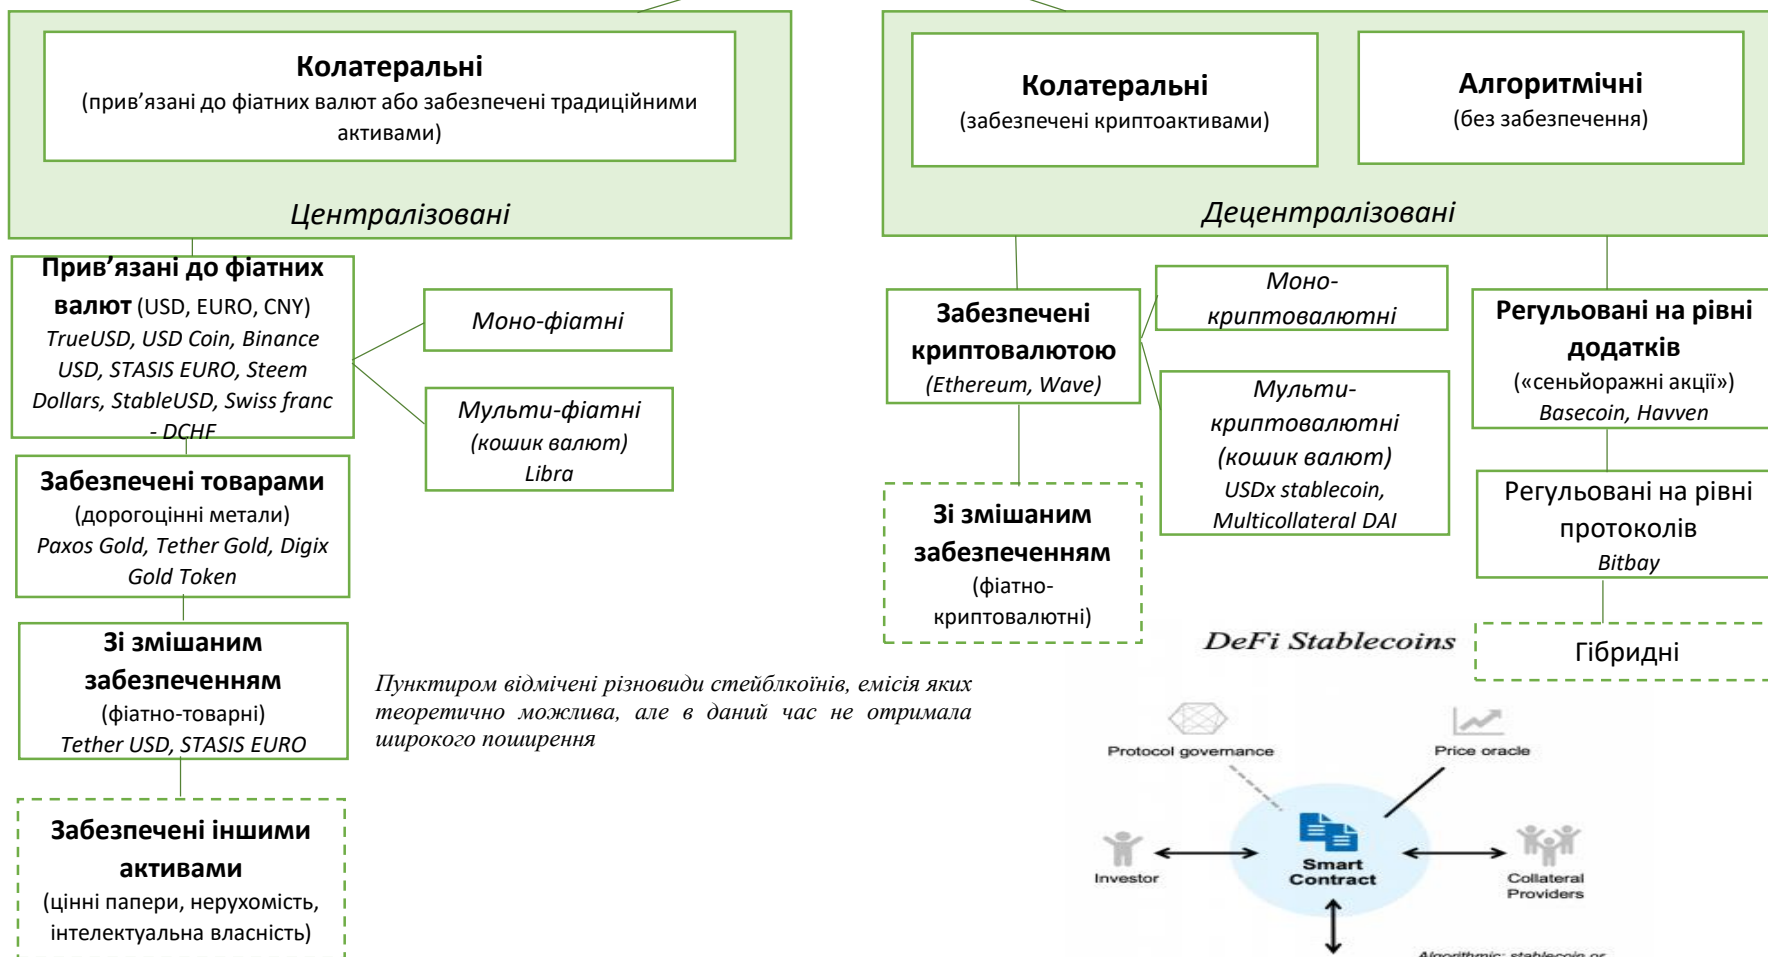 Колатеральні
(прив’язані до фіатних валют або забезпечені традиційними
активами)
Централізовані
Колатеральні
(забезпечені криптоактивами)
Алгоритмічні
(без забезпечення)
Децентралізовані
Прив’язані до фіатних
валют (USD, EURO, CNY)
TrueUSD, USD Coin, Binance
USD, STASIS EURO, Steem
Dollars, StableUSD, Swiss franc
- DCHF
Моно-фіатні
Мульти-фіатні
(кошик валют)
Libra
Забезпечені товарами
(дорогоцінні метали)
Paxos Gold, Tether Gold, Digix
Gold Token
Зі змішаним
забезпеченням
(фіатно-товарні)
Tether USD, STASIS EURO
Забезпечені іншими
активами
(цінні папери, нерухомість,
інтелектуальна власність)
Забезпечені
криптовалютою
(Ethereum, Wave)
Моно-
криптовалютні
Мульти-
криптовалютні
(кошик валют)
USDx stablecoin,
Multicollateral DAI
Зі змішаним
забезпеченням
(фіатно-
криптовалютні)
Регульовані на рівні
додатків
(«сеньйоражні акції»)
Basecoin, Havven
Регульовані на рівні
протоколів
Bitbay
Гібридні
Пунктиром відмічені різновиди стейблкоїнів, емісія яких
теоретично можлива, але в даний час не отримала
широкого поширення
DeFi Stablecoins
Protocol governance
Price oracle
Investor
Smart
Contract
Collateral
Providers
Algorithmic: stablecoin or